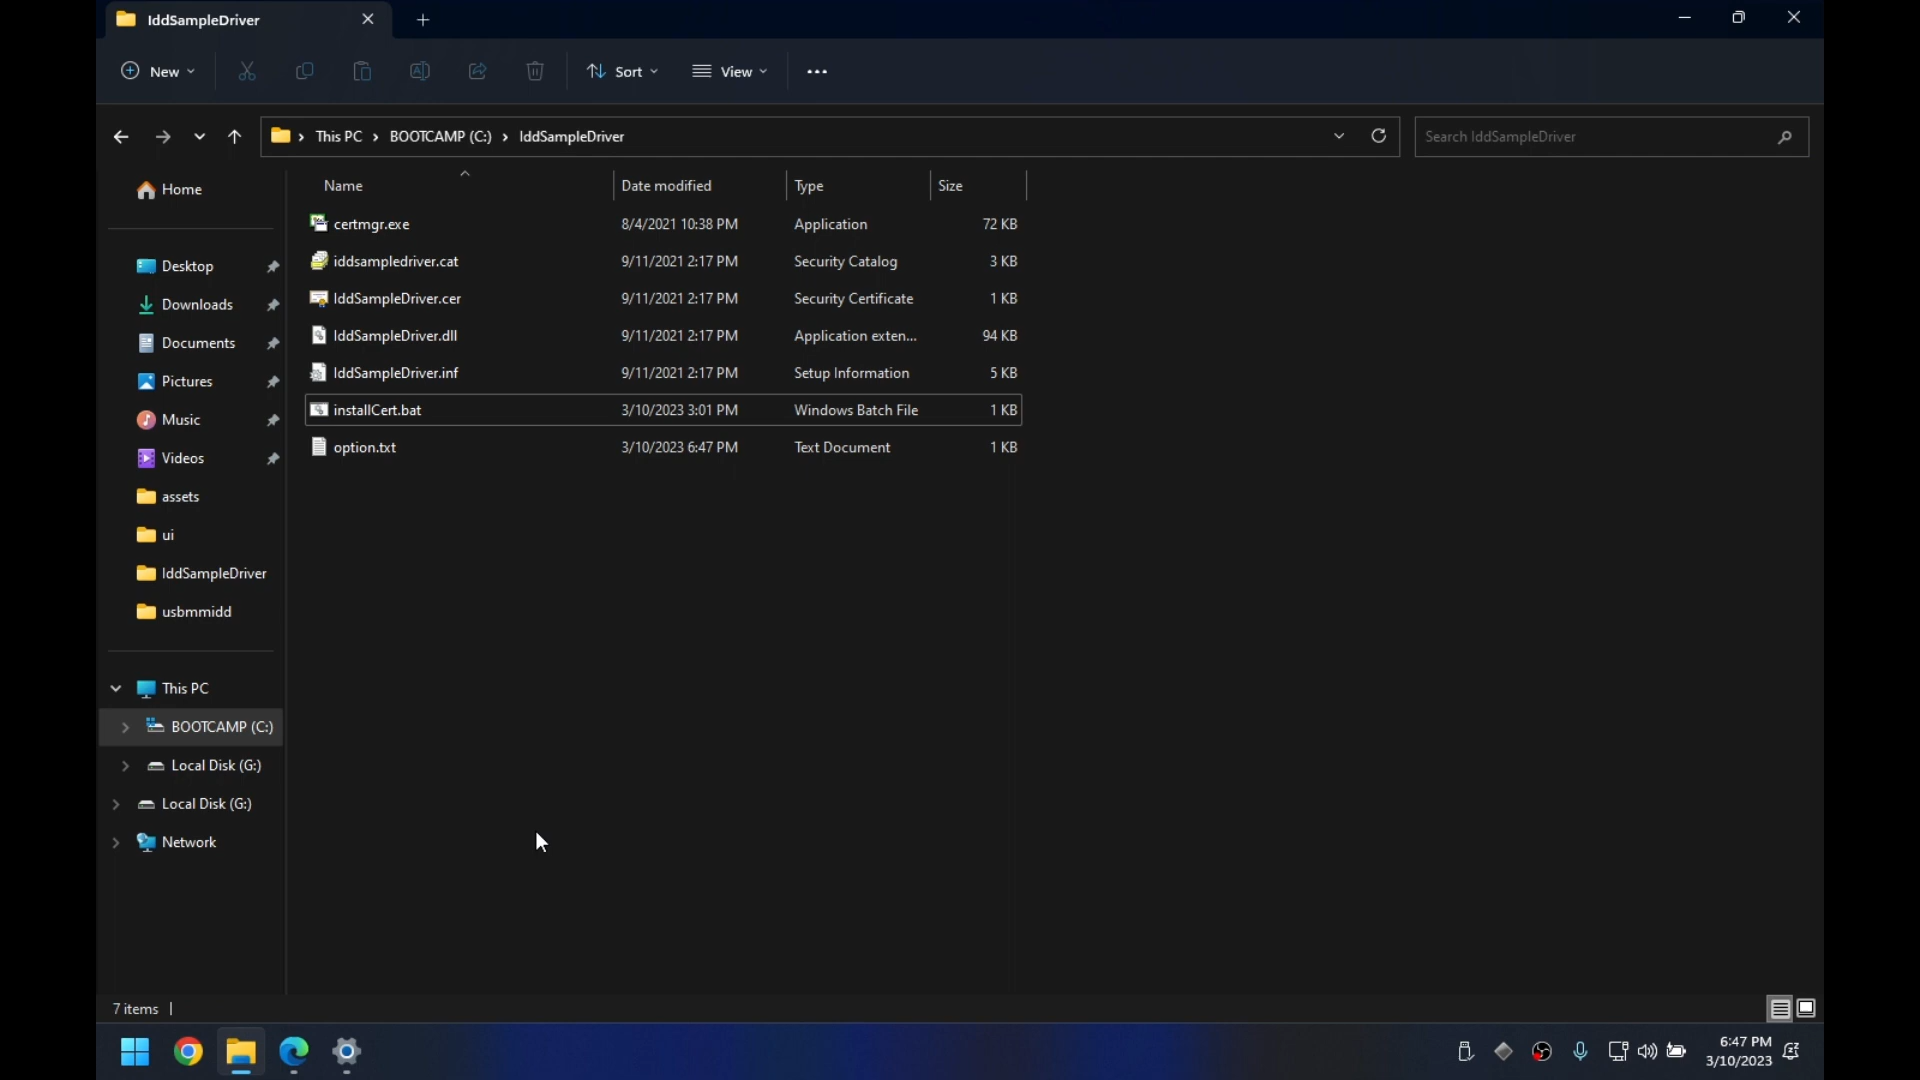 IddSampleDriver
New
Sort
View
This PC > BOOTCAMP (C:) > IddSampleDriver
Search IddSampleDriver
Home
Name Date modified Type Size
certmgr.exe 8/4/2021 10:38 PM Application 72 KB
iddsampledriver.cat 9/11/2021 2:17 PM Security Catalog 3 KB
IddSampleDriver.cer 9/11/2021 2:17 PM Security Certificate 1 KB
IddSampleDriver.dll 9/11/2021 2:17 PM Application exten... 94 KB
IddSampleDriver.inf 9/11/2021 2:17 PM Setup Information 5 KB
installCert.bat 3/10/2023 3:01 PM Windows Batch File 1 KB
option.txt 3/10/2023 6:47 PM Text Document 1 KB
Desktop
Downloads
Documents
Pictures
Music
Videos
assets
ui
IddSampleDriver
usbmmidd
This PC
BOOTCAMP (C:)
Local Disk (G:)
Local Disk (G:)
Network
7 items
6:47 PM
3/10/2023